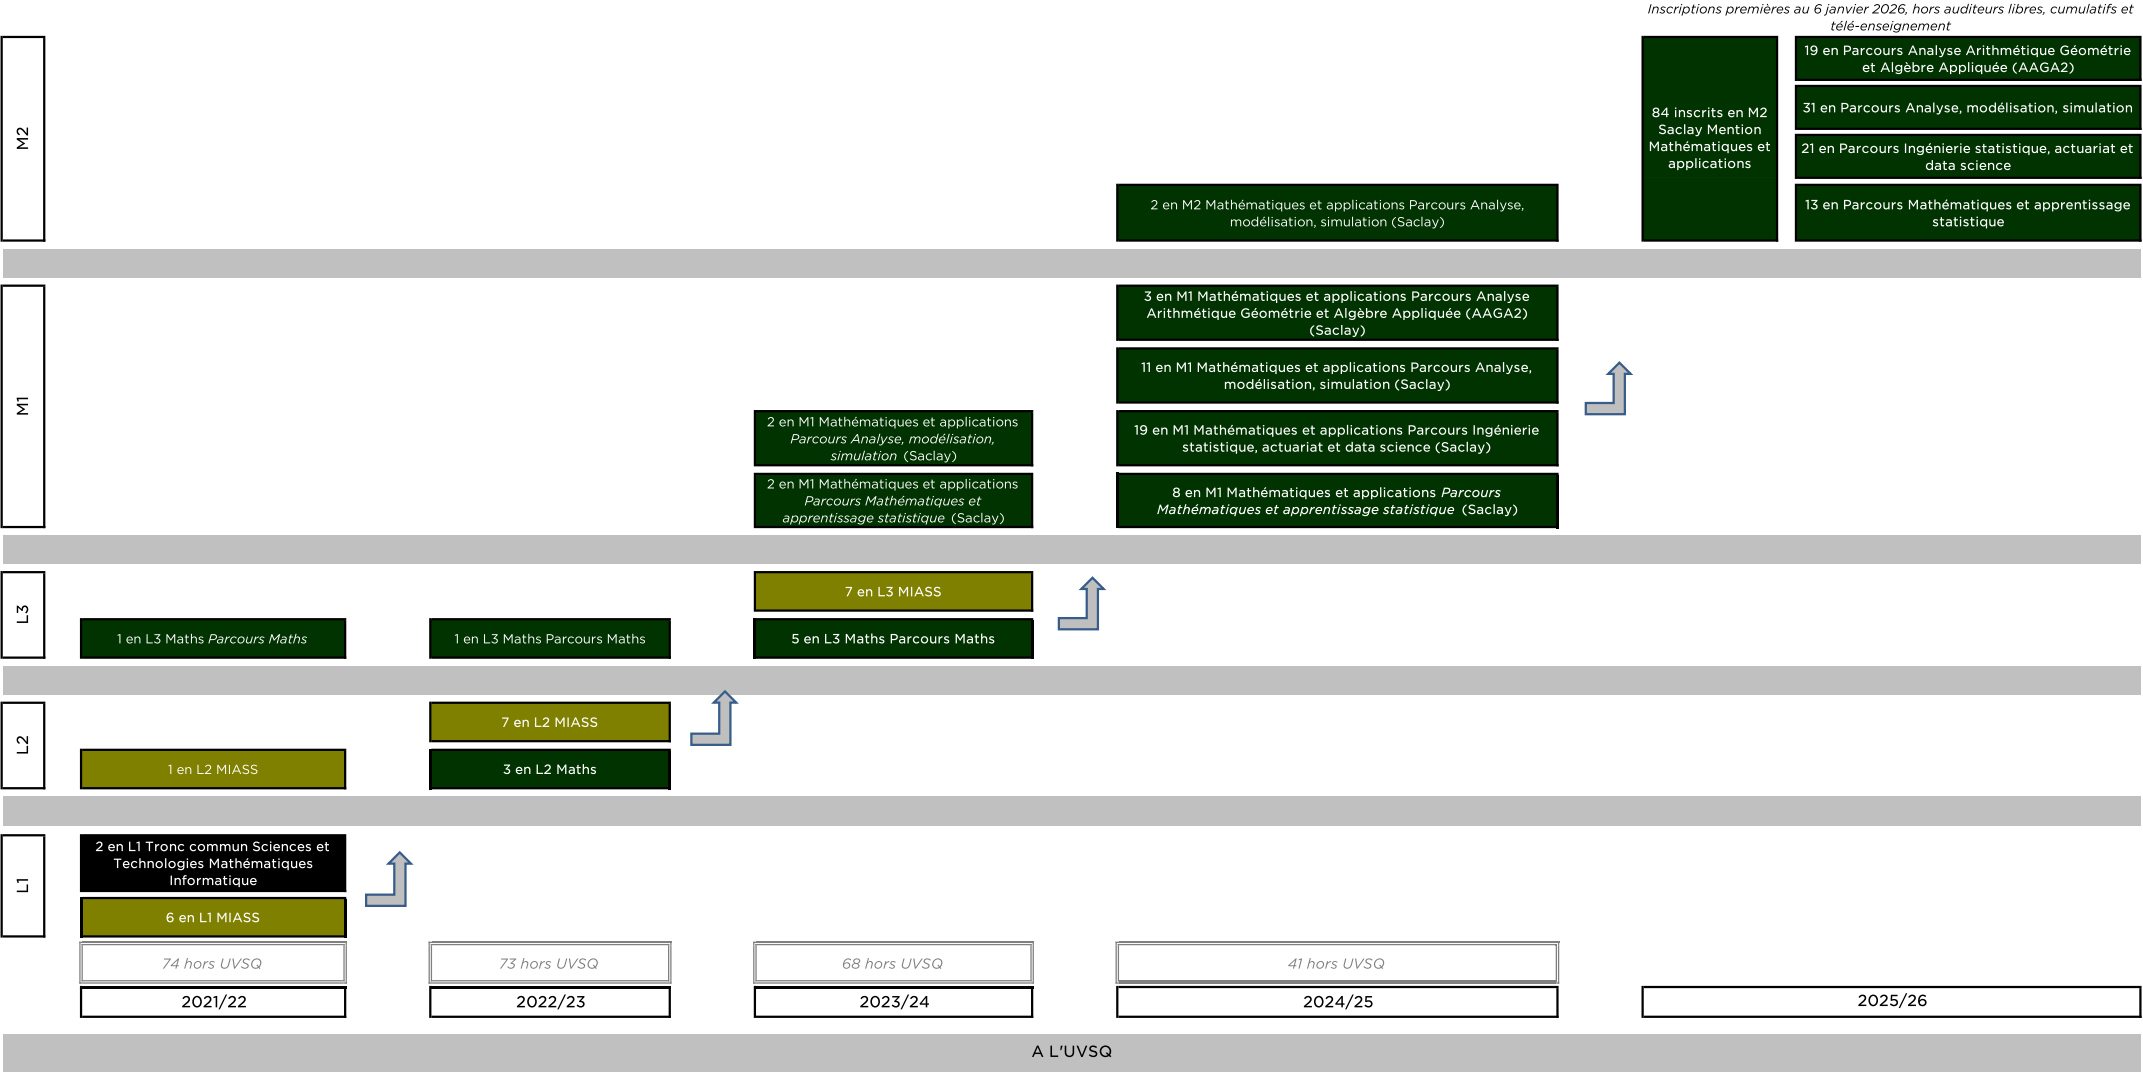 Inscriptions premières au 6 janvier 2026, hors auditeurs libres, cumulatifs et
télé-enseignement
M2
84 inscrits en M2
Saclay Mention
Mathématiques et
applications
19 en Parcours Analyse Arithmétique Géométrie
et Algèbre Appliquée (AAGA2)
31 en Parcours Analyse, modélisation, simulation
21 en Parcours Ingénierie statistique, actuariat et
data science
13 en Parcours Mathématiques et apprentissage
statistique
2 en M2 Mathématiques et applications Parcours Analyse,
modélisation, simulation (Saclay)
M1
3 en M1 Mathématiques et applications Parcours Analyse
Arithmétique Géométrie et Algèbre Appliquée (AAGA2)
(Saclay)
11 en M1 Mathématiques et applications Parcours Analyse,
modélisation, simulation (Saclay)
2 en M1 Mathématiques et applications
Parcours Analyse, modélisation,
simulation (Saclay)
19 en M1 Mathématiques et applications Parcours Ingénierie
statistique, actuariat et data science (Saclay)
2 en M1 Mathématiques et applications
Parcours Mathématiques et
apprentissage statistique (Saclay)
8 en M1 Mathématiques et applications Parcours
Mathématiques et apprentissage statistique (Saclay)
L3
7 en L3 MIASS
1 en L3 Maths Parcours Maths
1 en L3 Maths Parcours Maths
5 en L3 Maths Parcours Maths
L2
7 en L2 MIASS
1 en L2 MIASS
3 en L2 Maths
L1
2 en L1 Tronc commun Sciences et
Technologies Mathématiques
Informatique
6 en L1 MIASS
74 hors UVSQ
73 hors UVSQ
68 hors UVSQ
41 hors UVSQ
2021/22
2022/23
2023/24
2024/25
2025/26
A L'UVSQ